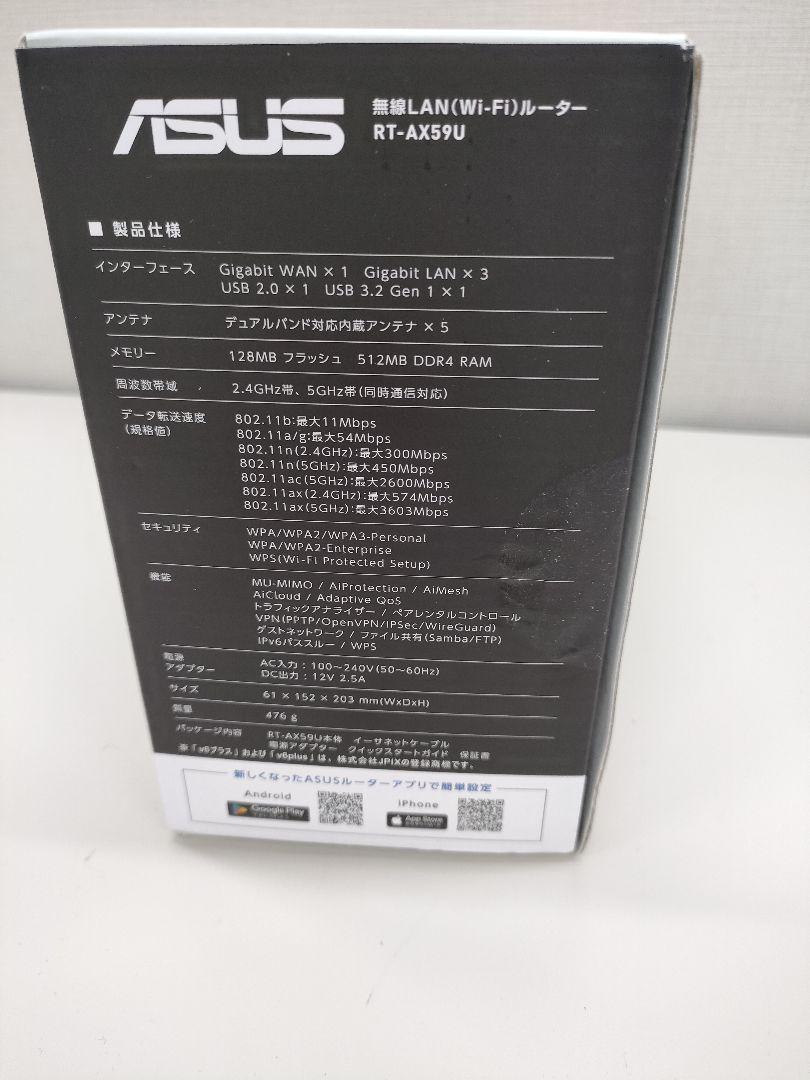 ASUS
無線LAN(Wi-Fi)ルーター
RT-AX59U
■ 製品仕様
インターフェース Gigabit WAN × 1 Gigabit LAN × 3
USB 2.0 × 1 USB 3.2 Gen 1 × 1
アンテナ デュアルバンド対応内蔵アンテナ × 5
メモリー 128MB フラッシュ 512MB DDR4 RAM
周波数帯域 2.4GHz帯、5GHz帯(同時通信対応)
データ転送速度 802.11b:最大11Mbps
(規格値) 802.11a/g:最大54Mbps
802.11n(2.4GHz):最大300Mbps
802.11n(5GHz):最大450Mbps
802.11ac(5GHz):最大2600Mbps
802.11ax(2.4GHz):最大574Mbps
802.11ax(5GHz):最大3603Mbps
セキュリティ WPA/WPA2/WPA3-Personal
WPA/WPA2-Enterprise
WPS(Wi-Fi Protected Setup)
機能 MU-MIMO / AiProtection / AiMesh
AiCloud / Adaptive QoS
トラフィックアナライザー / ペアレンタルコントロール
VPN(PPTP/OpenVPN/IPSec/WireGuard)
ゲストネットワーク / ファイル共有(Samba/FTP)
IPv6パススルー / WPS
電源 AC入力 : 100~240V(50~60Hz)
アダプター DC出力 : 12V 2.5A
サイズ 61 × 152 × 203 mm(WxDxH)
質量 476 g
パッケージ内容 RT-AX59U本体 イーサネットケーブル
電源アダプター クイックスタートガイド 保証書
※「v6プラス」および「v6plus」は、株式会社JPIXの登録商標です。
新しくなったASUSルーターアプリで簡単設定
Android iPhone
Google Play App Store